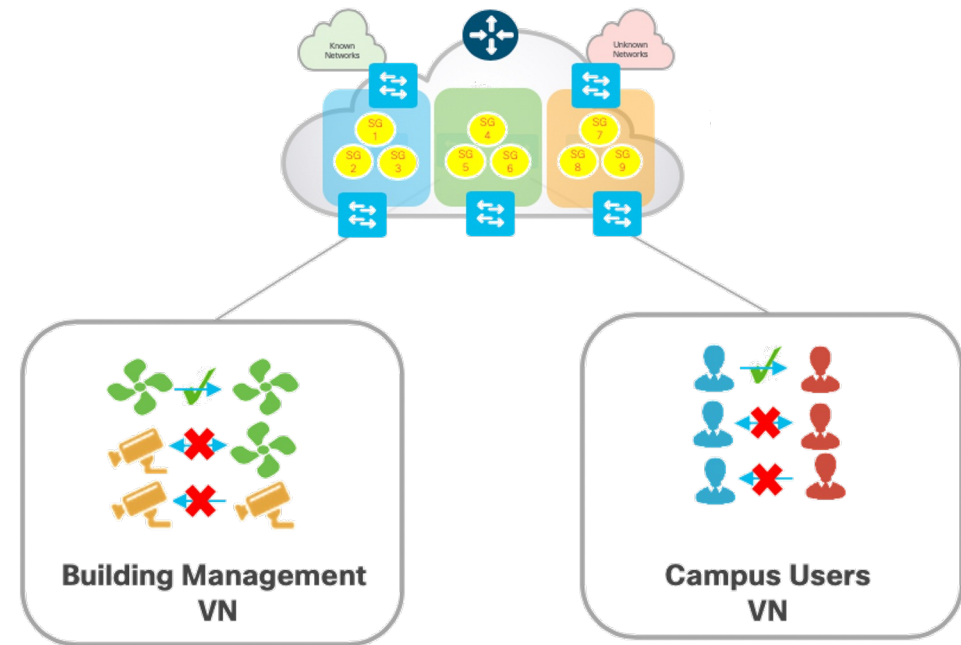 Known
Networks
Unknown
Networks
SG
1
SG
2
SG
3
SG
4
SG
5
SG
6
SG
7
SG
8
SG
9
Building Management
VN
Campus Users
VN